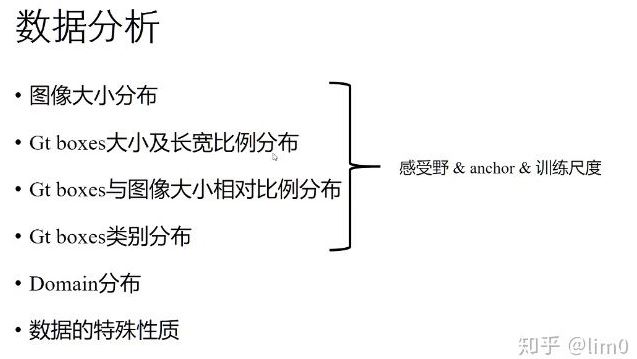 数据分析
• 图像大小分布
• Gt boxes大小及长宽比例分布
• Gt boxes与图像大小相对比例分布
• Gt boxes类别分布
感受野 & anchor & 训练尺度
• Domain分布
• 数据的特殊性质
知乎 @lim0